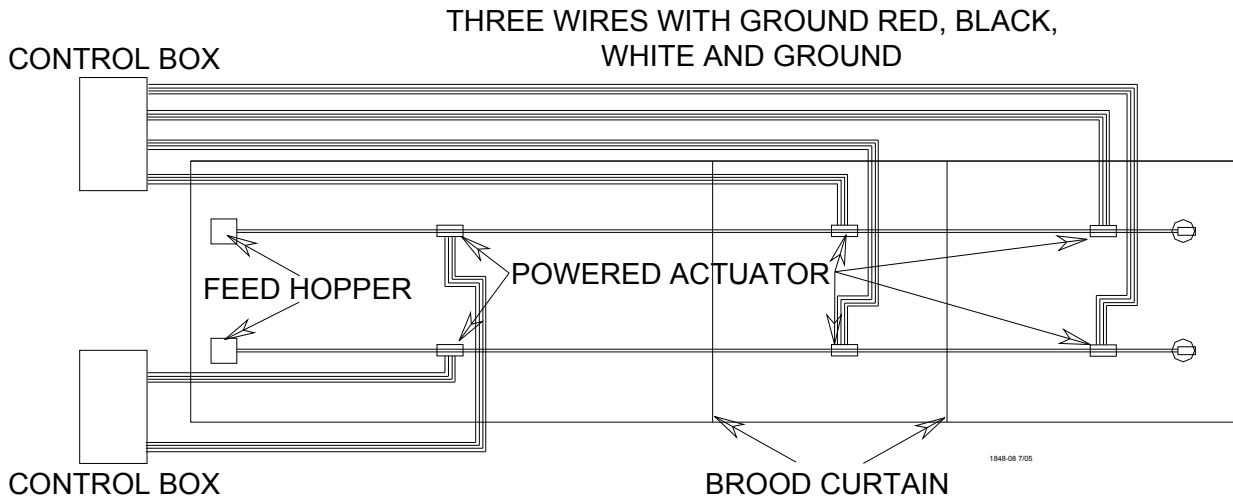 THREE WIRES WITH GROUND RED, BLACK,
WHITE AND GROUND
CONTROL BOX
FEED HOPPER
POWERED ACTUATOR
CONTROL BOX
BROOD CURTAIN
1848-08 7/05